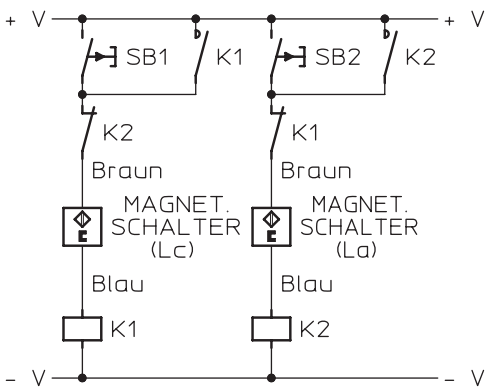 + V + V
SB1 K1 SB2 K2
K2 K1
Braun Braun
MAGNET. MAGNET.
SCHALTER SCHALTER
(Lc) (La)
Blau Blau
K1 K2
- V - V